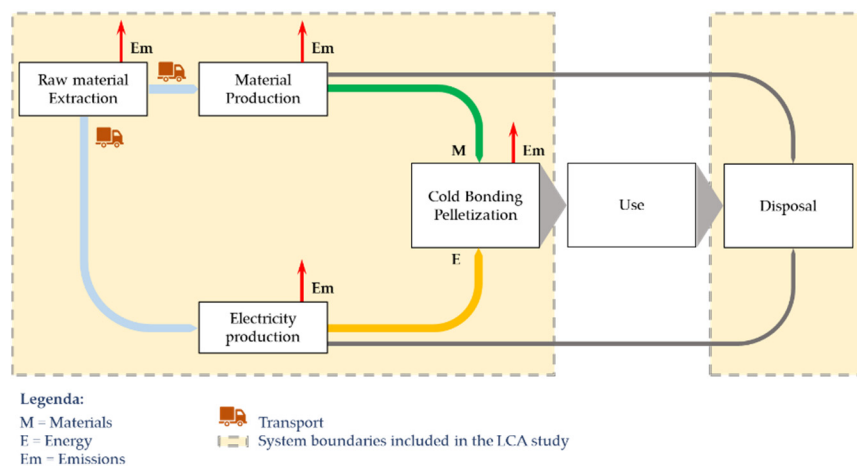 Em
Em
Raw material
Extraction
Material
Production
M
Em
Cold Bonding
Pelletization
Use
Disposal
E
Em
Electricity
production
Legenda:
M = Materials
E = Energy
Em = Emissions
Transport
System boundaries included in the LCA study